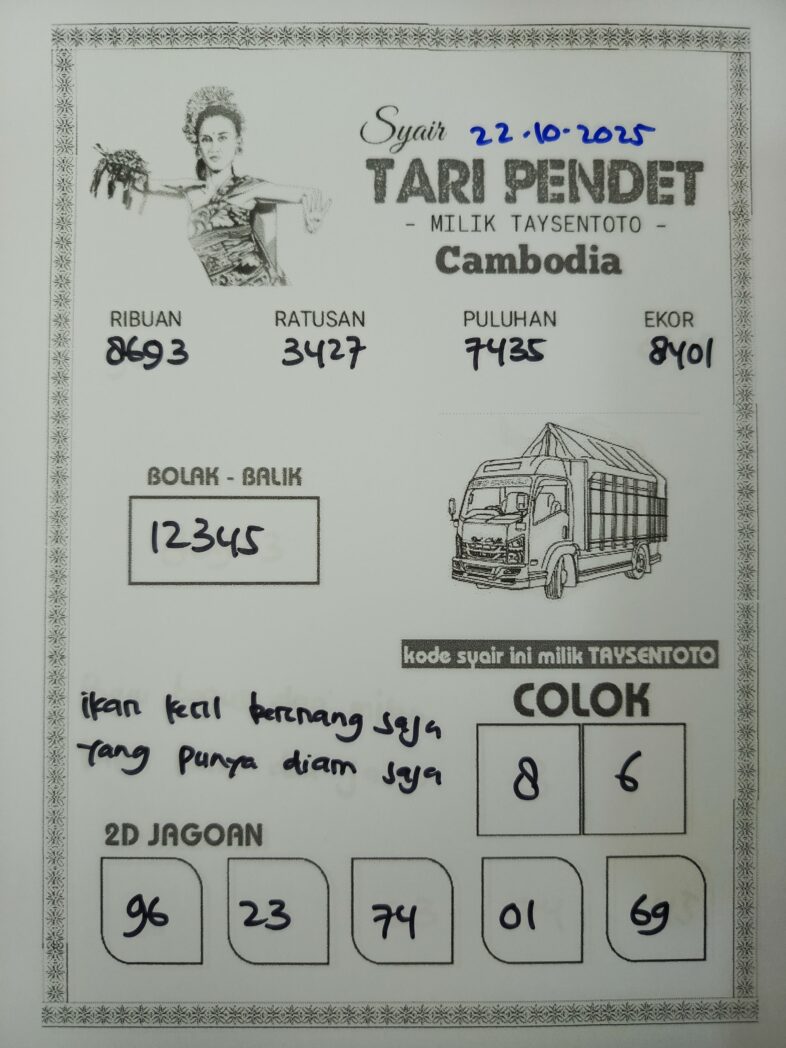 Syair 22.10.2025
TARI PENDET
- MILIK TAYSENTOTO -
Cambodia
RIBUAN RATUSAN PULUHAN EKOR
8693 3427 7435 8401
BOLAK - BALIK
12345
kode syair ini milik TAYSENTOTO
ikan kecil berenang saja
yang punya diam saja
COLOK
8 6
2D JAGOAN
96 23 74 01 69